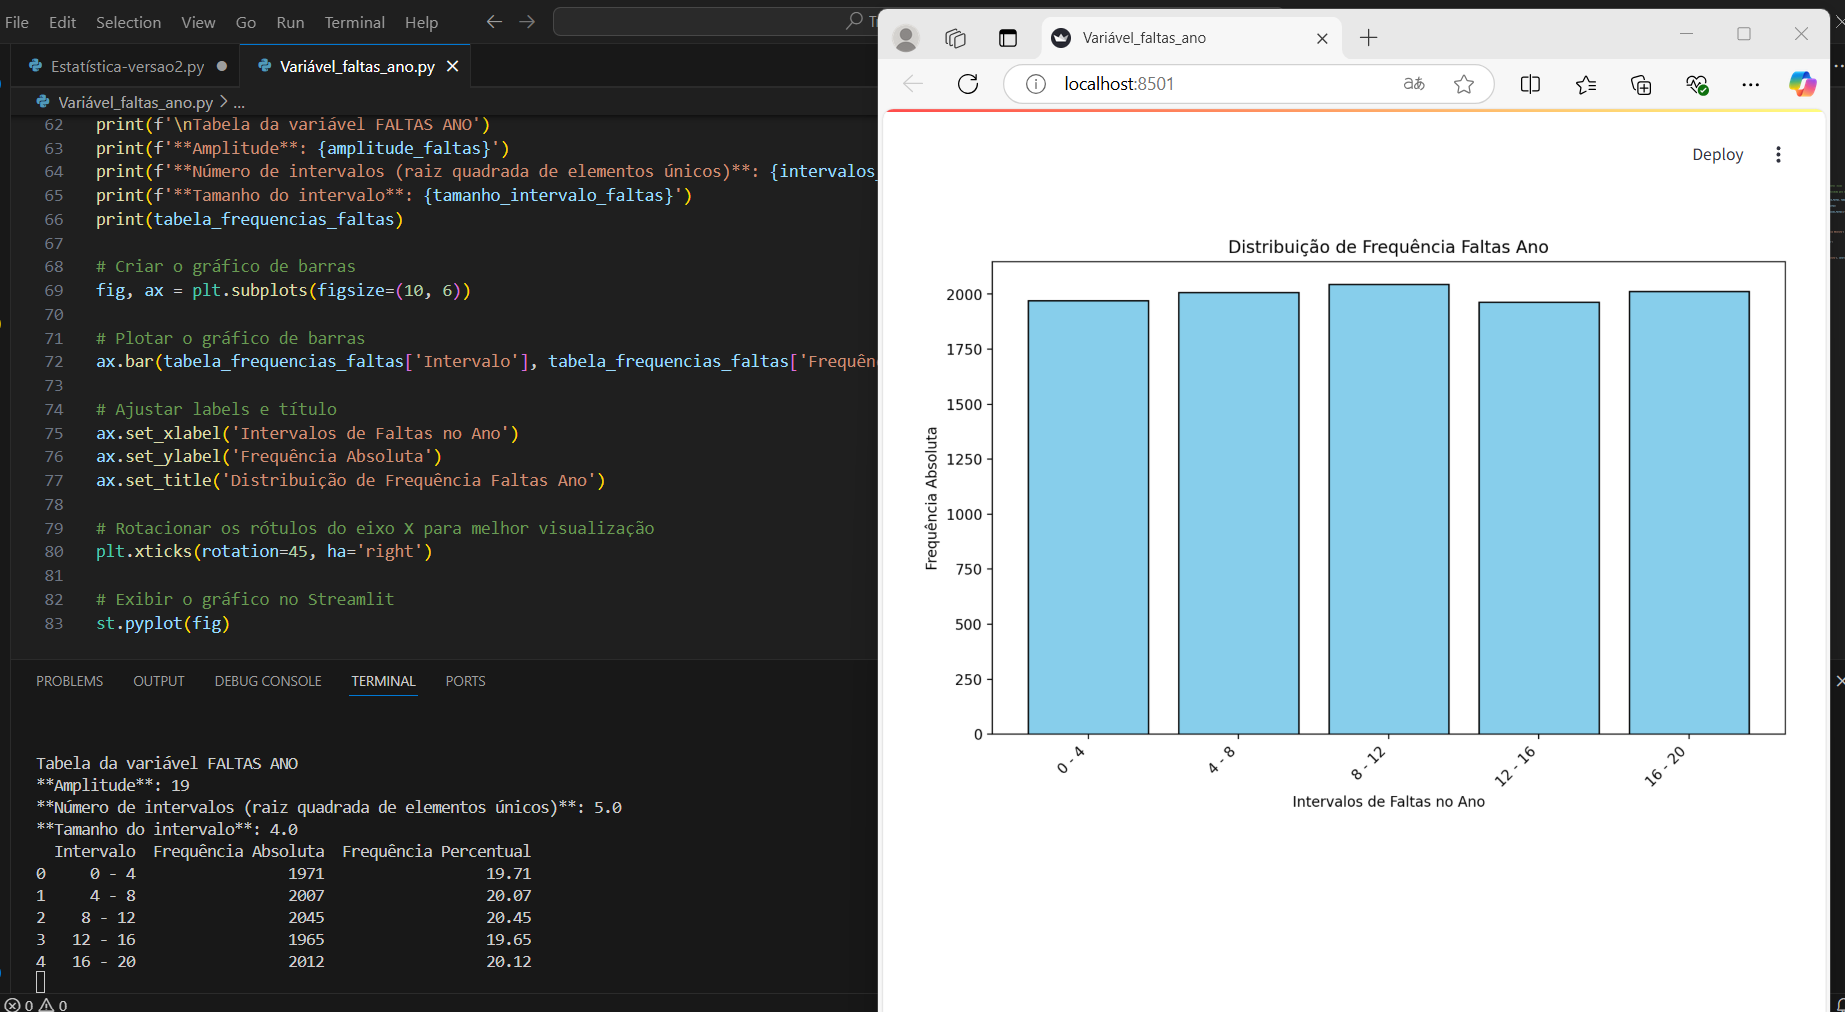 File Edit Selection View Go Run Terminal Help
Estatística-versao2.py
Variável_faltas_ano.py
Variável_faltas_ano.py > ...
62 print(f'\nTabela da variável FALTAS ANO')
63 print(f'**Amplitude**: {amplitude_faltas}')
64 print(f'**Número de intervalos (raiz quadrada de elementos únicos)**: {intervalos_
65 print(f'**Tamanho do intervalo**: {tamanho_intervalo_faltas}')
66 print(tabela_frequencias_faltas)
67
68 # Criar o gráfico de barras
69 fig, ax = plt.subplots(figsize=(10, 6))
70
71 # Plotar o gráfico de barras
72 ax.bar(tabela_frequencias_faltas['Intervalo'], tabela_frequencias_faltas['Frequên
73
74 # Ajustar labels e título
75 ax.set_xlabel('Intervalos de Faltas no Ano')
76 ax.set_ylabel('Frequência Absoluta')
77 ax.set_title('Distribuição de Frequência Faltas Ano')
78
79 # Rotacionar os rótulos do eixo X para melhor visualização
80 plt.xticks(rotation=45, ha='right')
81
82 # Exibir o gráfico no Streamlit
83 st.pyplot(fig)
PROBLEMS OUTPUT DEBUG CONSOLE TERMINAL PORTS
Tabela da variável FALTAS ANO
**Amplitude**: 19
**Número de intervalos (raiz quadrada de elementos únicos)**: 5.0
**Tamanho do intervalo**: 4.0
Intervalo Frequência Absoluta Frequência Percentual
0 0 - 4 1971 19.71
1 4 - 8 2007 20.07
2 8 - 12 2045 20.45
3 12 - 16 1965 19.65
4 16 - 20 2012 20.12
0 0
Variável_faltas_ano
localhost:8501
aあ
Deploy
Distribuição de Frequência Faltas Ano
Frequência Absoluta
2000
1750
1500
1250
1000
750
500
250
0
0 - 4
4 - 8
8 - 12
12 - 16
16 - 20
Intervalos de Faltas no Ano